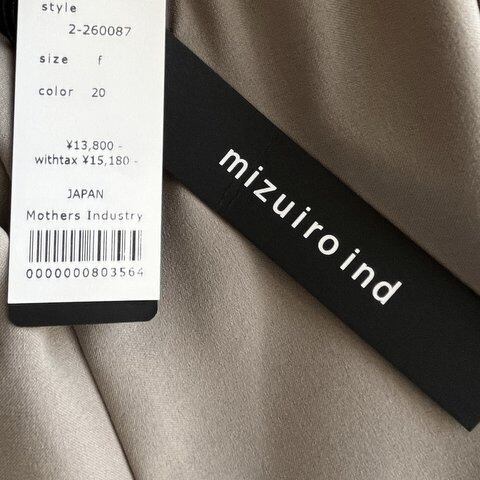 style
2-260087
size f
color 20
¥13,800 -
withtax ¥15,180 -
JAPAN
Mothers Industry
0000000803564
mizuiro ind